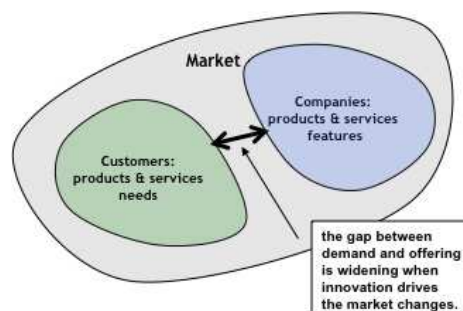 Market
Companies:
products & services
features
Customers:
products & services
needs
the gap between
demand and offering
is widening when
innovation drives
the market changes.